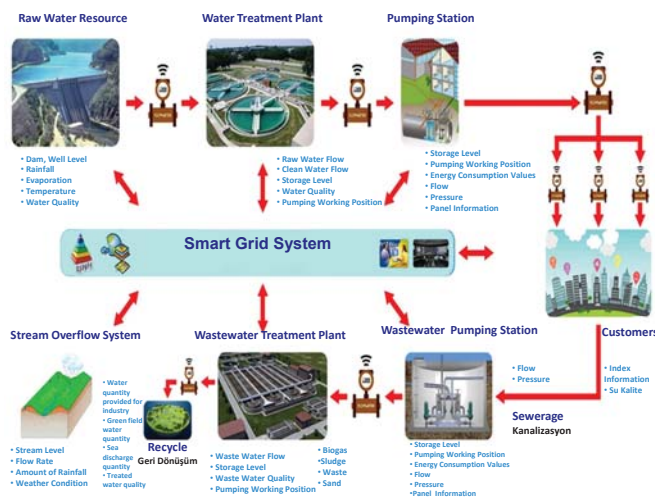 Raw Water Resource
Water Treatment Plant
Pumping Station
• Dam, Well Level
• Rainfall
• Evaporation
• Temperature
• Water Quality
• Raw Water Flow
• Clean Water Flow
• Storage Level
• Water Quality
• Pumping Working Position
• Storage Level
• Pumping Working Position
• Energy Consumption Values
• Flow
• Pressure
• Panel Information
Smart Grid System
Stream Overflow System
Wastewater Treatment Plant
Wastewater Pumping Station
Customers
• Stream Level
• Flow Rate
• Amount of Rainfall
• Weather Condition
• Water
quantity
provided for
industry
• Green field
water
quantity
• Sea
discharge
quantity
• Treated
water quality
Recycle
Geri Dönüşüm
• Waste Water Flow
• Storage Level
• Waste Water Quality
• Pumping Working Position
• Biogas
•Sludge
• Waste
• Sand
• Storage Level
• Pumping Working Position
• Energy Consumption Values
• Flow
• Pressure
•Panel Information
• Flow
• Pressure
Sewerage
Kanalizasyon
• Index
Information
• Su Kalite